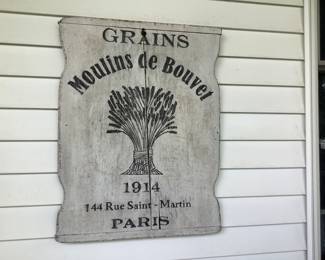 GRAINS
Moulins de Bouvet
1914
144 Rue Saint - Martin
PARIS